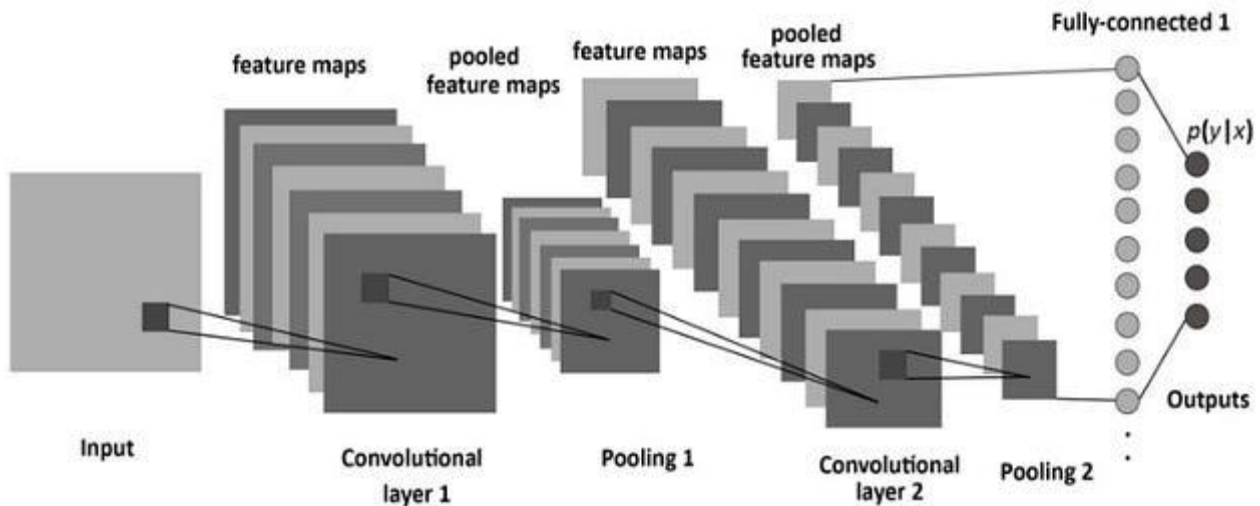 Fully-connected 1
feature maps
pooled
feature maps
feature maps
pooled
feature maps
p(y|x)
Input
Convolutional
layer 1
Pooling 1
Convolutional
layer 2
Pooling 2
Outputs